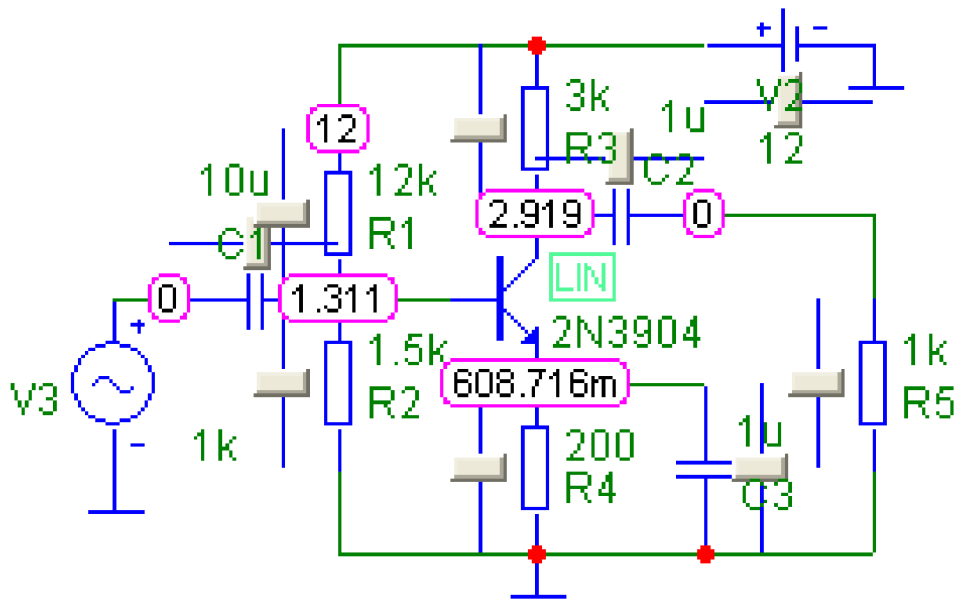 + -
V2
12
3k
R3
1u
C2
12
10u
C1
12k
R1
2.919
0
LIN
0
1.311
2N3904
+
V3
-
1k
1.5k
R2
608.716m
200
R4
1u
C3
1k
R5